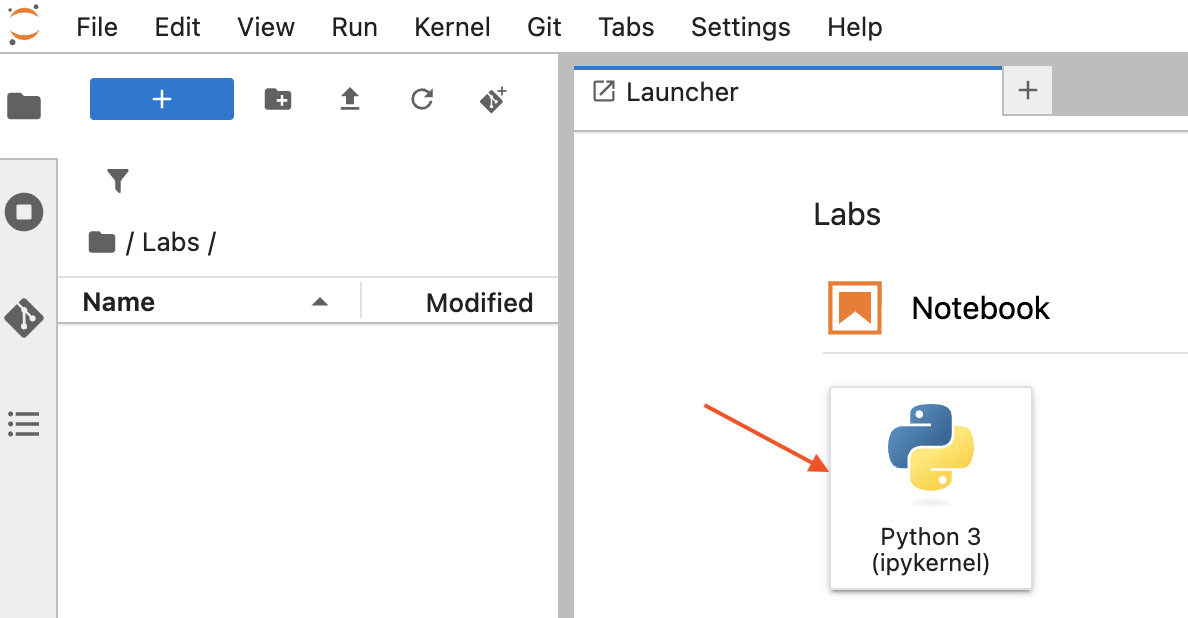 File Edit View Run Kernel Git Tabs Settings Help
Launcher
/ Labs /
Name Modified
Labs
Notebook
Python 3
(ipykernel)